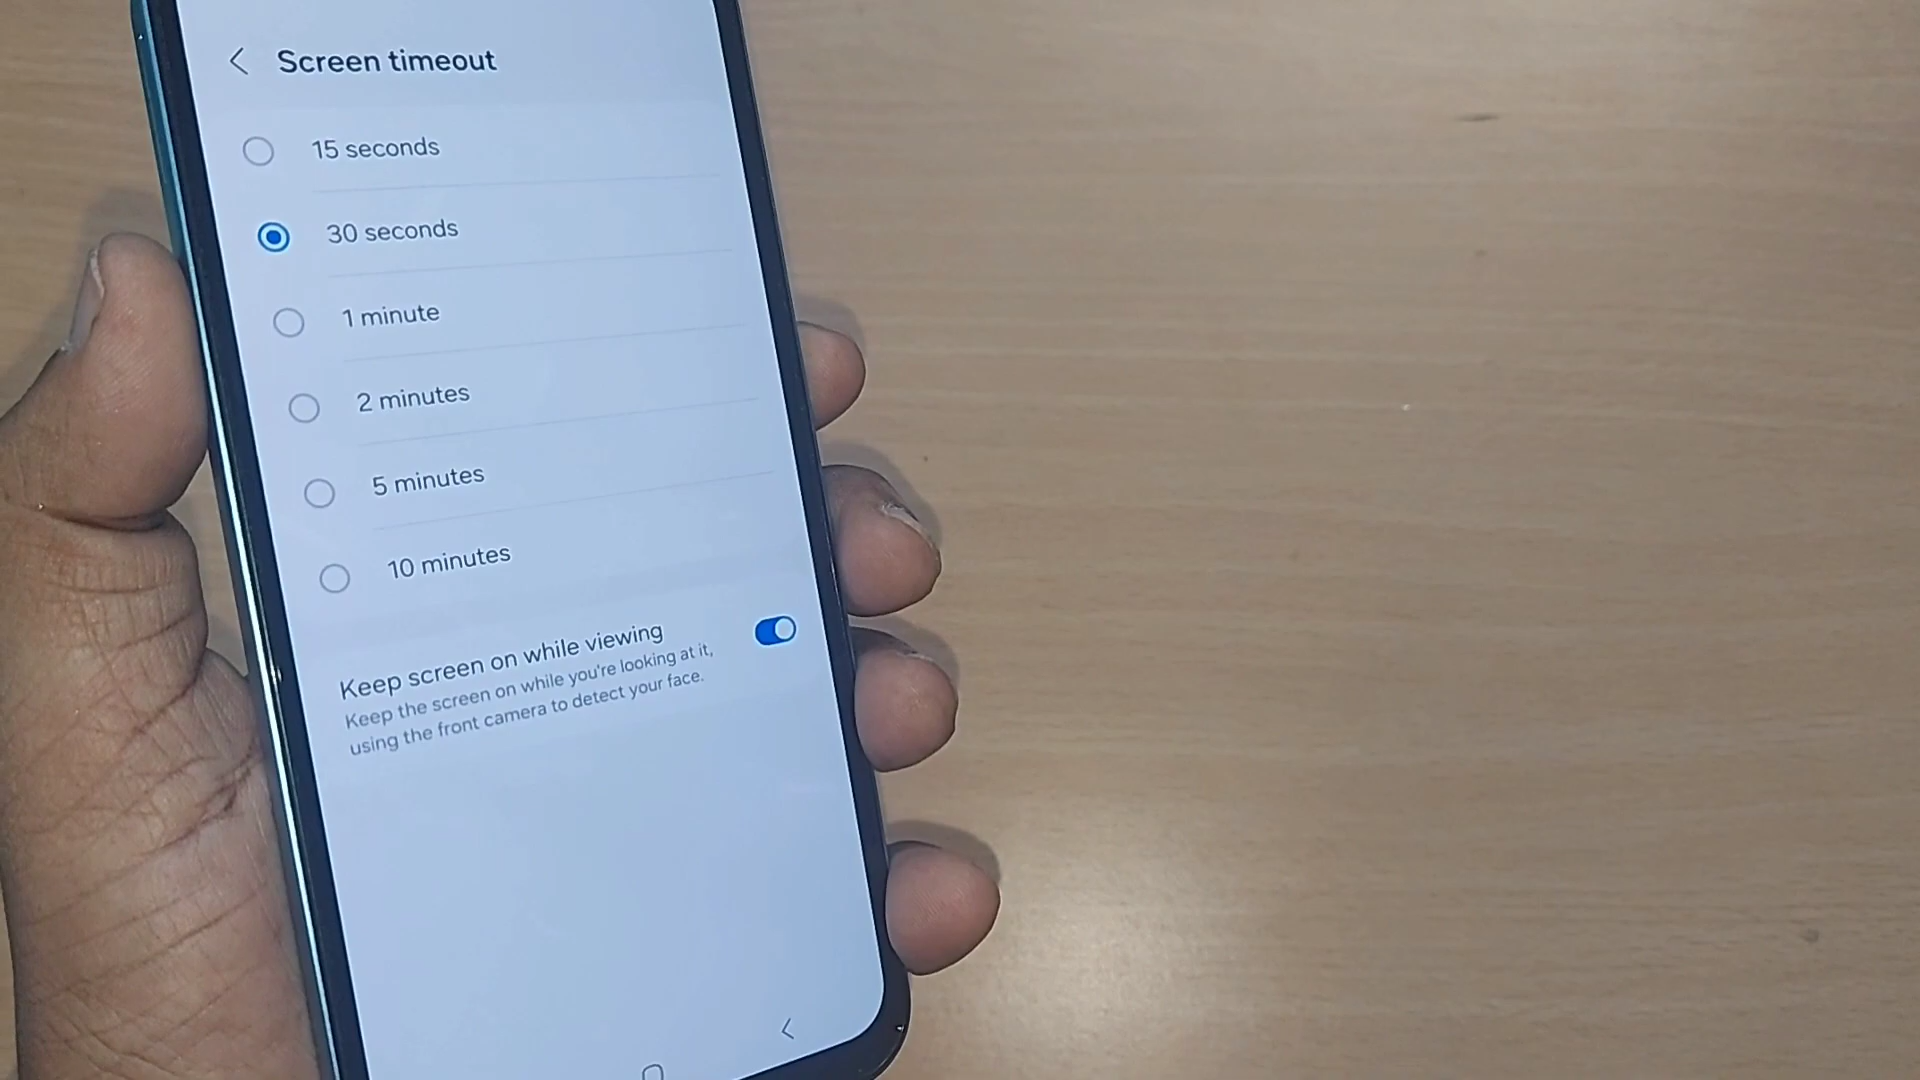 Screen timeout
15 seconds
30 seconds
1 minute
2 minutes
5 minutes
10 minutes
Keep screen on while viewing
Keep the screen on while you're looking at it,
using the front camera to detect your face.